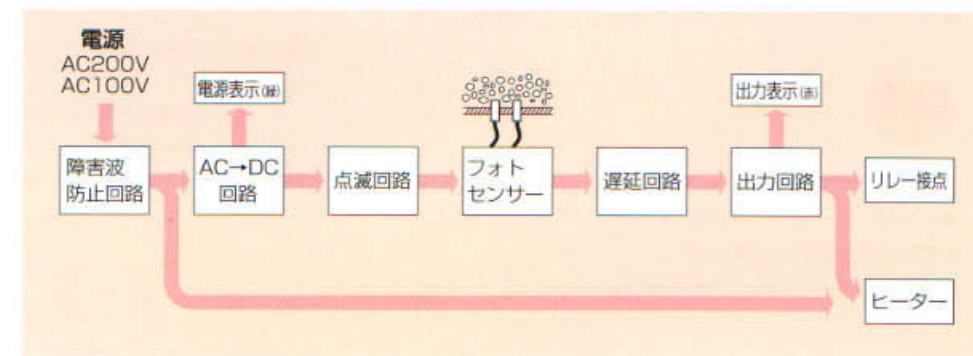 電源
AC200V
AC100V
電源表示(緑)
出力表示(赤)
障害波
防止回路
AC→DC
回路
点滅回路
フォト
センサー
遅延回路
出力回路
リレー接点
ヒーター